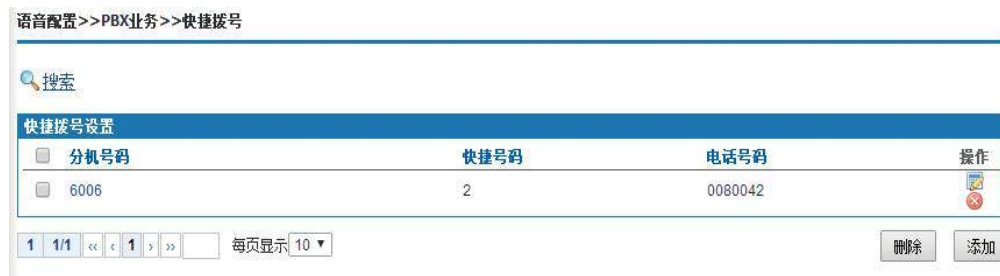 语音配置>>PBX业务>>快捷拨号
搜索
快捷拨号设置
分机号码 快捷号码 电话号码 操作
6006 2 0080042
1 1/1 « ‹ 1 › » 每页显示 10 ▼ 删除 添加